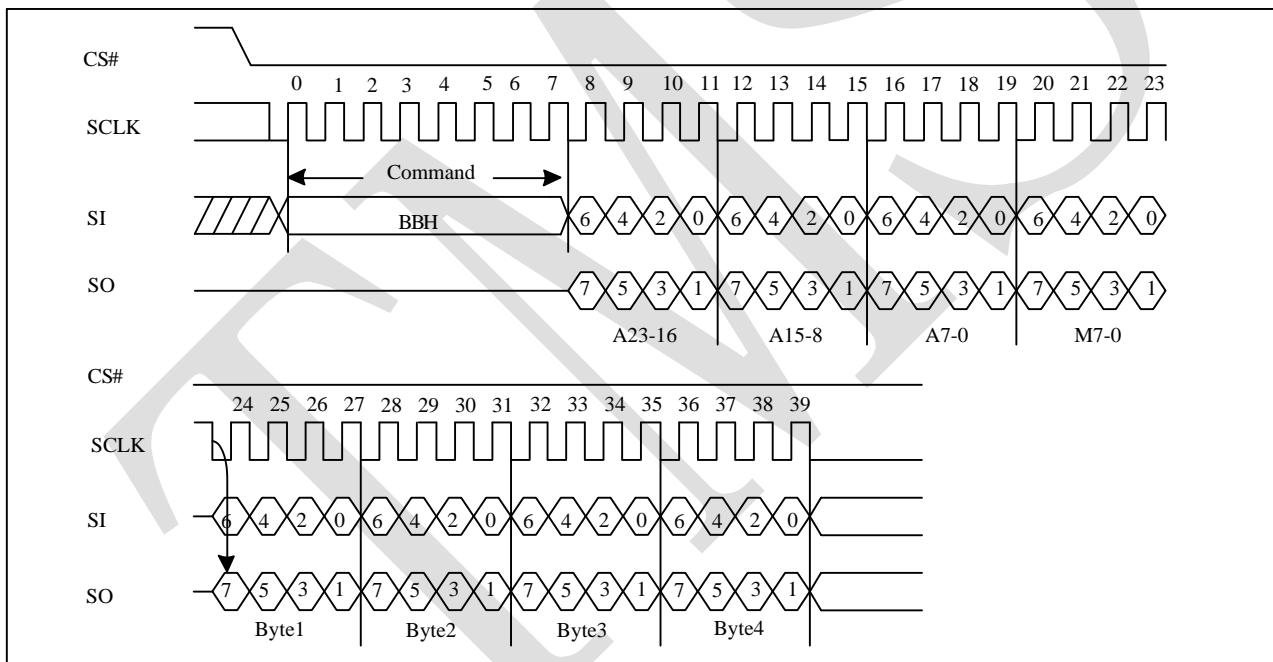 CS#
0 1 2 3 4 5 6 7 8 9 10 11 12 13 14 15 16 17 18 19 20 21 22 23
SCLK
Command
SI BBH 6 4 2 0 6 4 2 0 6 4 2 0 6 4 2 0
SO 7 5 3 1 7 5 3 1 7 5 3 1 7 5 3 1
A23-16 A15-8 A7-0 M7-0
CS#
24 25 26 27 28 29 30 31 32 33 34 35 36 37 38 39
SCLK
SI 6 4 2 0 6 4 2 0 6 4 2 0 6 4 2 0
SO 7 5 3 1 7 5 3 1 7 5 3 1 7 5 3 1
Byte1 Byte2 Byte3 Byte4